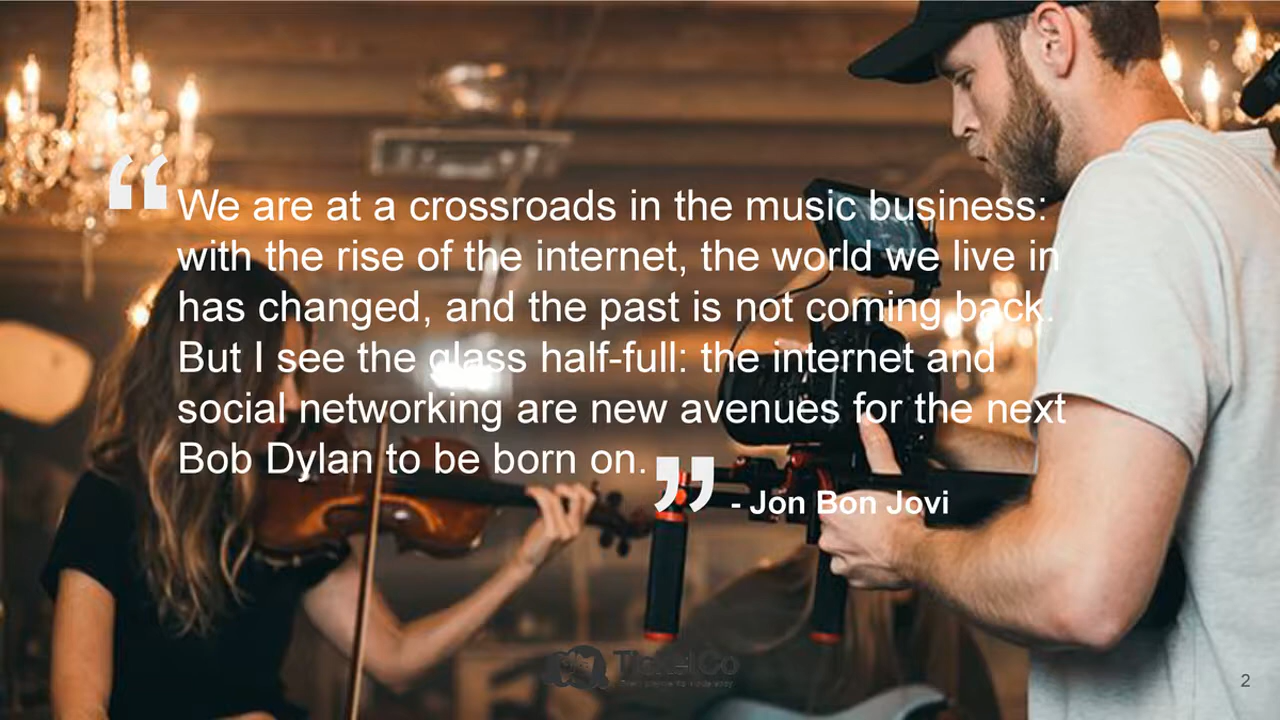 “We are at a crossroads in the music business:
with the rise of the internet, the world we live in
has changed, and the past is not coming back.
But I see the glass half-full: the internet and
social networking are new avenues for the next
Bob Dylan to be born on.”
- Jon Bon Jovi
TicketCo
2